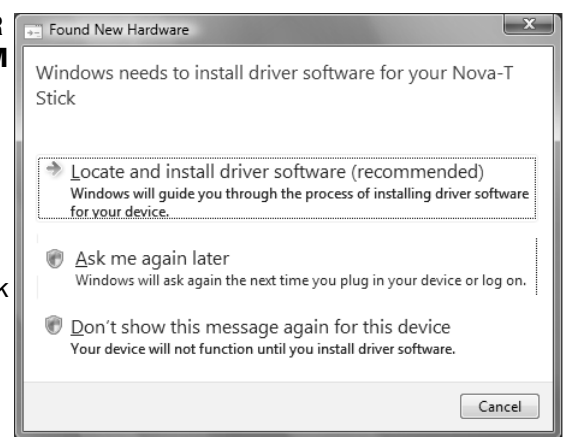 R
Found New Hardware
M
Windows needs to install driver software for your Nova-T
Stick
Locate and install driver software (recommended)
Windows will guide you through the process of installing driver software
for your device.
Ask me again later
Windows will ask again the next time you plug in your device or log on.
k
Don't show this message again for this device
Your device will not function until you install driver software.
Cancel